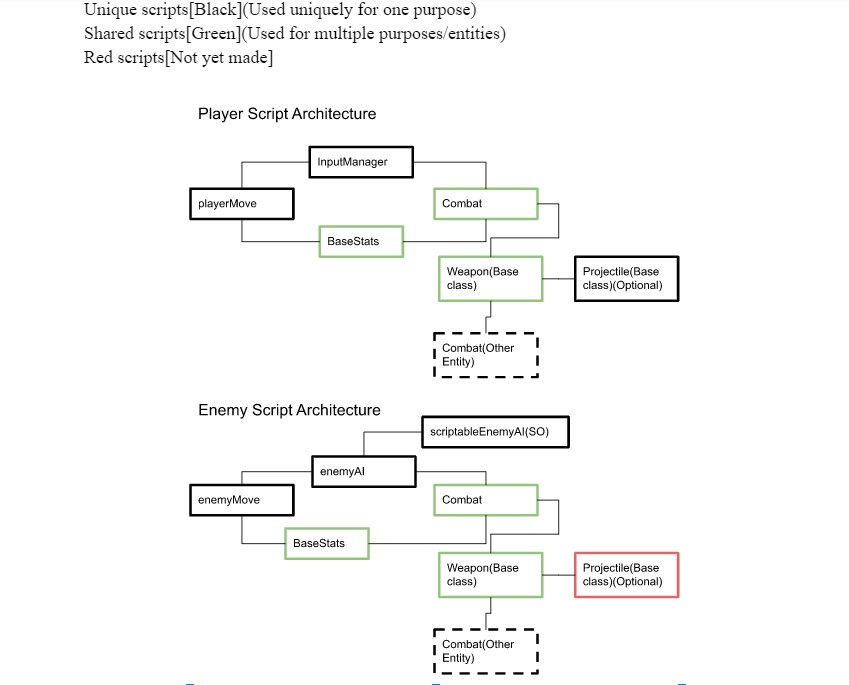 Unique scripts[Black](Used uniquely for one purpose)
Shared scripts[Green](Used for multiple purposes/entities)
Red scripts[Not yet made]
Player Script Architecture
InputManager
playerMove
Combat
BaseStats
Weapon(Base
class)
Projectile(Base
class)(Optional)
Combat(Other
Entity)
Enemy Script Architecture
scriptableEnemyAI(SO)
enemyAI
enemyMove
Combat
BaseStats
Weapon(Base
class)
Projectile(Base
class)(Optional)
Combat(Other
Entity)